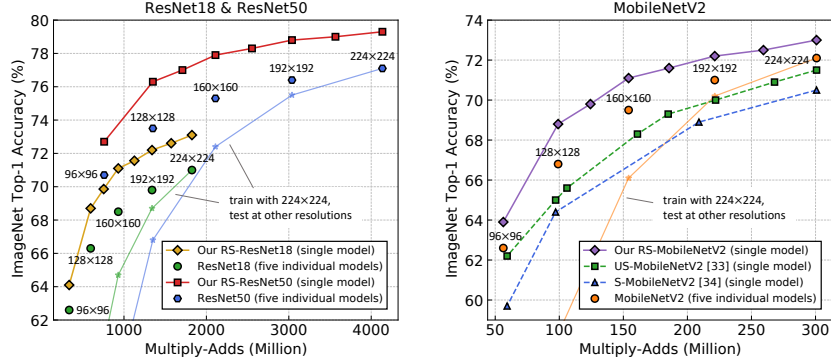 ResNet18 & ResNet50
ImageNet Top-1 Accuracy (%)
80
78
76
74
72
70
68
66
64
62
224×224
192×192
160×160
128×128
96×96
224×224
192×192
160×160
128×128
96×96
train with 224×224,
test at other resolutions
Our RS-ResNet18 (single model)
ResNet18 (five individual models)
Our RS-ResNet50 (single model)
ResNet50 (five individual models)
1000
2000
3000
4000
Multiply-Adds (Million)
MobileNetV2
ImageNet Top-1 Accuracy (%)
74
72
70
68
66
64
62
60
192×192
224×224
160×160
128×128
96×96
train with 224×224,
test at other resolutions
Our RS-MobileNetV2 (single model)
US-MobileNetV2 [33] (single model)
S-MobileNetV2 [34] (single model)
MobileNetV2 (five individual models)
50
100
150
200
250
300
Multiply-Adds (Million)